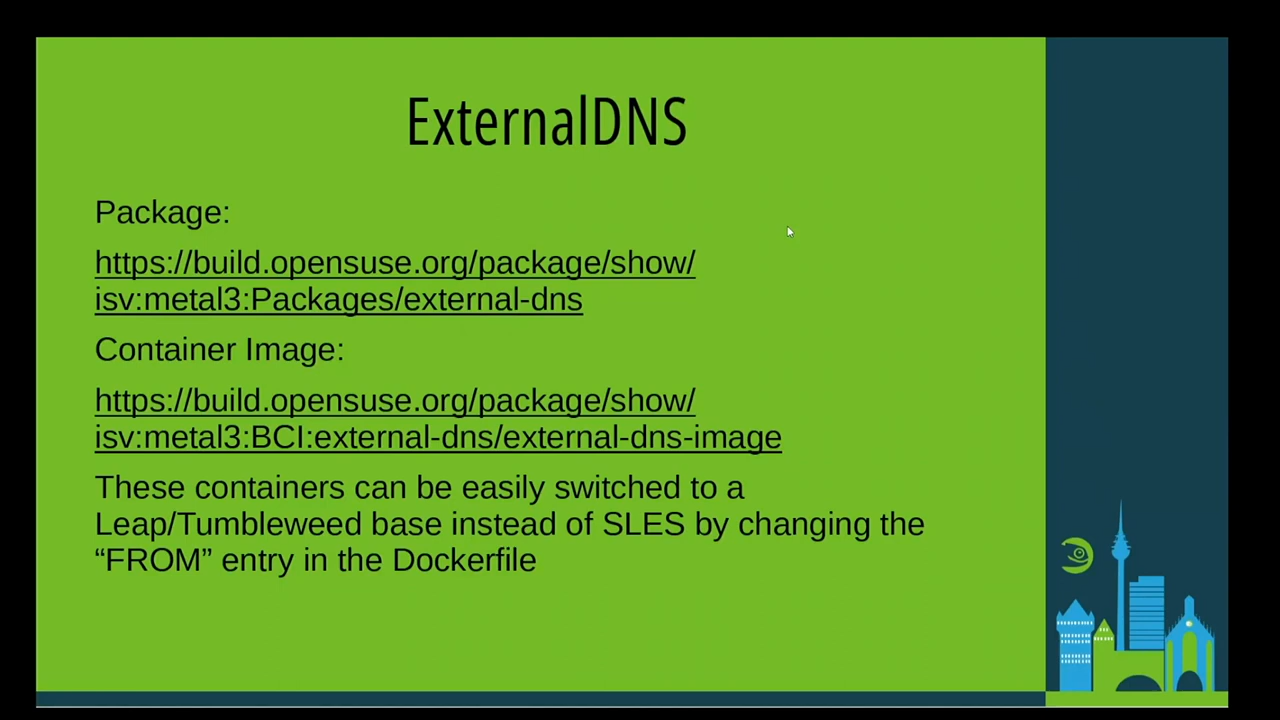 ExternalDNS
Package:
https://build.opensuse.org/package/show/
isv:metal3:Packages/external-dns
Container Image:
https://build.opensuse.org/package/show/
isv:metal3:BCI:external-dns/external-dns-image
These containers can be easily switched to a
Leap/Tumbleweed base instead of SLES by changing the
“FROM” entry in the Dockerfile